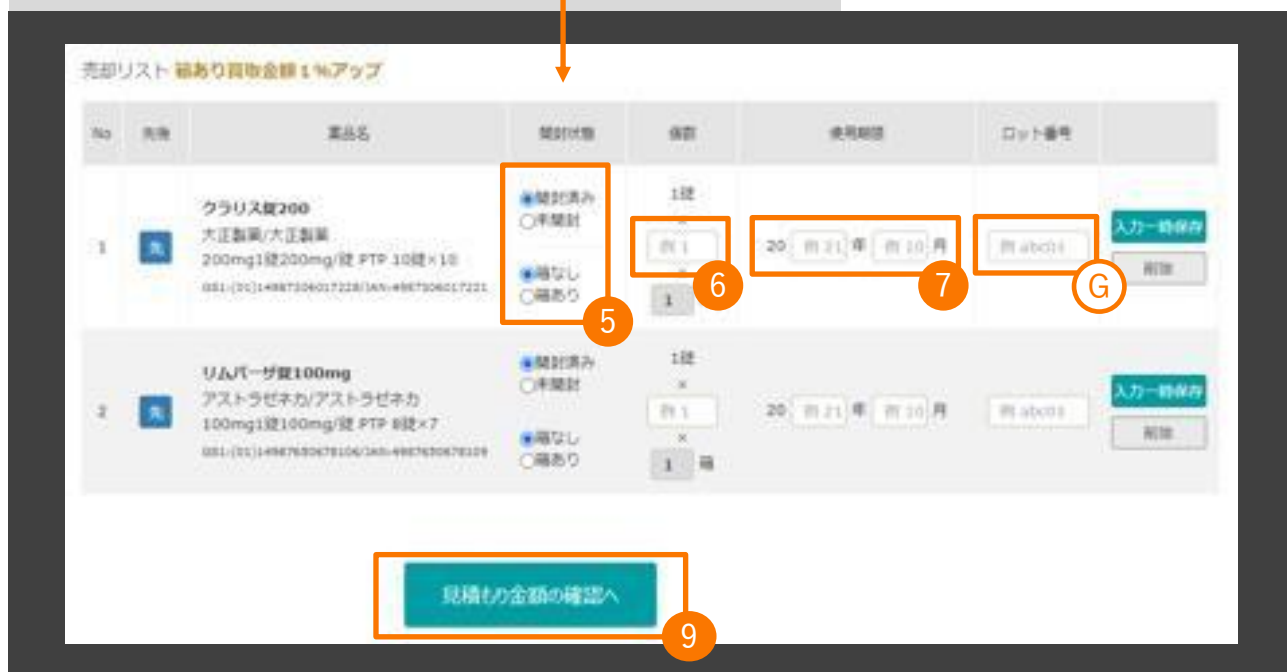 売却リスト 箱あり買取金額1%アップ
No 先後 薬品名 開封状態 個数 使用期限 ロット番号
クラリス錠200
大正製薬/大正製薬
200mg1錠200mg/錠 PTP 10錠×10
1 先
開封済み
未開封
箱なし
箱あり
5
1錠
×
例 1
×
1
6
20 例 21 年 例 10 月
7
例 abc01
G
入力一時保存
削除
リムパーザ錠100mg
アストラゼネカ/アストラゼネカ
100mg1錠100mg/錠 PTP 8錠×7
2 先
開封済み
未開封
箱なし
箱あり
1錠
×
例 1
×
1 箱
20 例 21 年 例 10 月
例 abc01
入力一時保存
削除
見積もり金額の確認へ
9